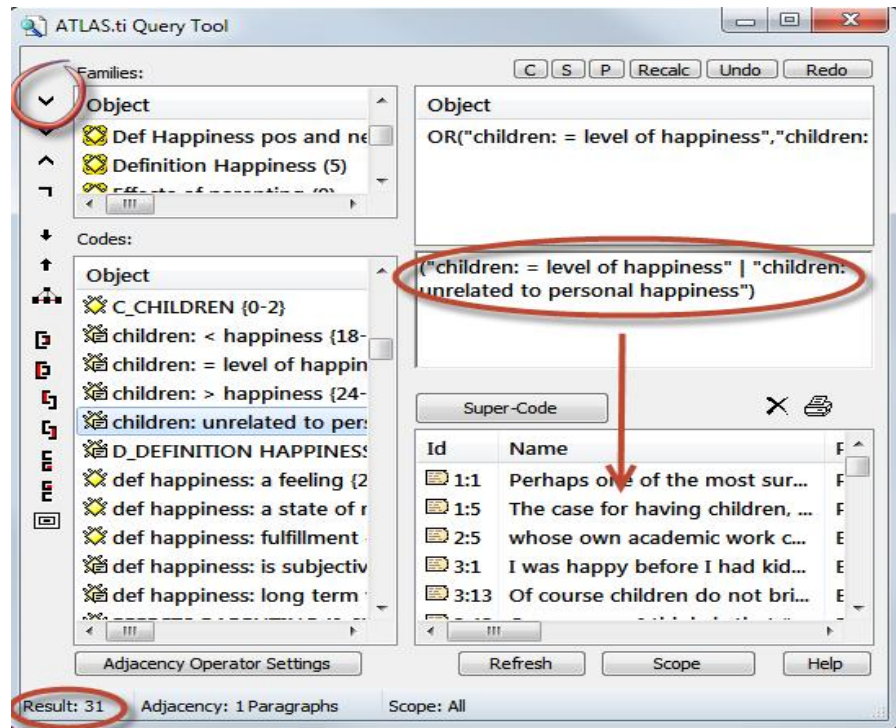 ATLAS.ti Query Tool
Families:
C S P Recalc Undo Redo
Object
Def Happiness pos and ne
Definition Happiness (5)
Effects of parenting (9)
Codes:
Object
C_CHILDREN {0-2}
children: < happiness {18-
children: = level of happin
children: > happiness {24-
children: unrelated to per
D_DEFINITION HAPPINESS
def happiness: a feeling {2
def happiness: a state of
def happiness: fulfillment
def happiness: is subjectiv
def happiness: long term
Adjacency Operator Settings
Object
OR("children: = level of happiness","children:
("children: = level of happiness" | "children:
unrelated to personal happiness")
Super-Code
Id Name
1:1 Perhaps one of the most sur...
1:5 The case for having children, ...
2:5 whose own academic work c...
3:1 I was happy before I had kid...
3:13 Of course children do not bri...
Refresh Scope Help
Result: 31 Adjacency: 1 Paragraphs Scope: All